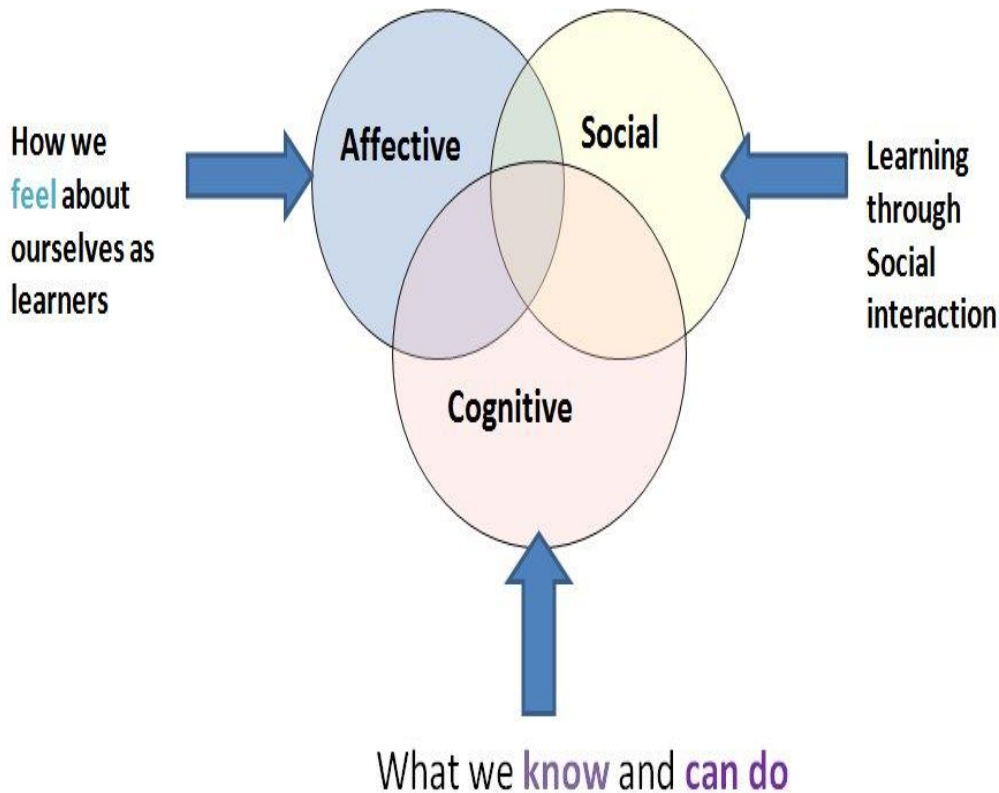 Affective
Social
How we
feel about
ourselves as
learners
Learning
through
Social
interaction
Cognitive
What we know and can do